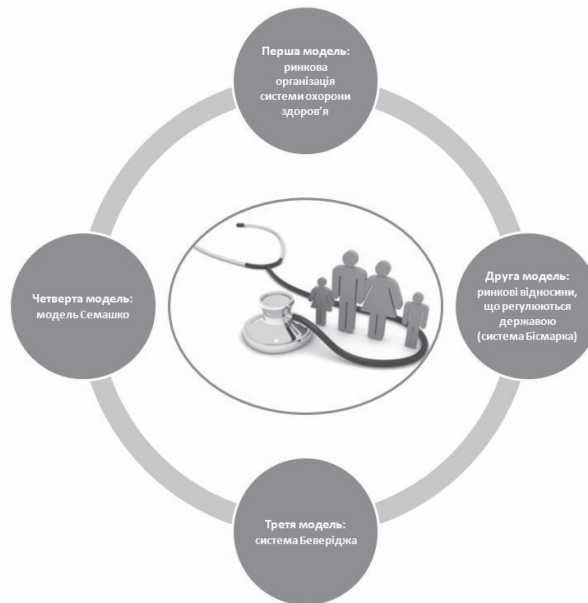 Перша модель:
ринкова
організація
системи охорони
здоров'я
Друга модель:
ринкові відносини,
що регулюються
державою
(система Бісмарка)
Третя модель:
система Беверіджа
Четверта модель:
модель Семашко